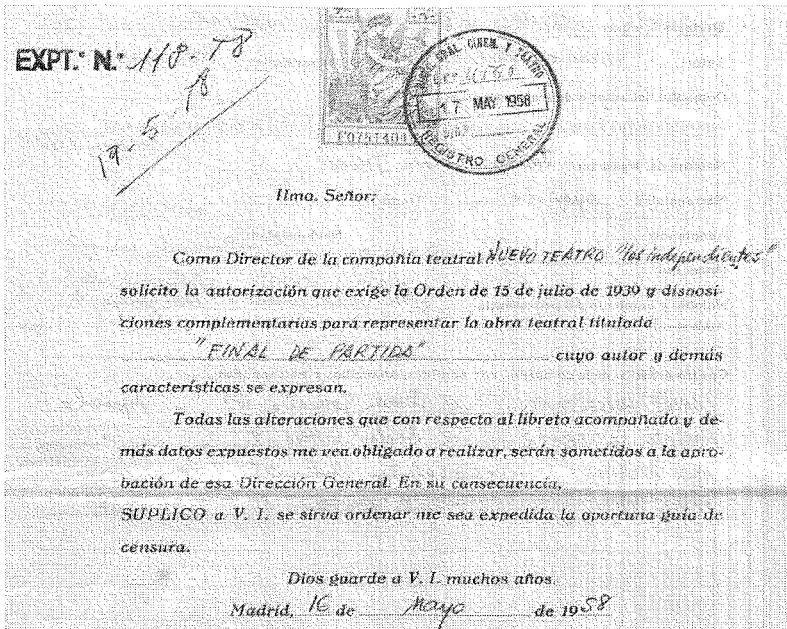 EXPT.º N.º 118-58
19-5-58
GRAL. CINEM. Y TEATRO
17 MAY 1958
REGISTRO GENERAL
Ilmo. Señor:
Como Director de la compañía teatral NUEVO TEATRO "los independientes"
solicito la autorización que exige la Orden de 15 de julio de 1939 y disposi-
ciones complementarias para representar la obra teatral titulada
"FINAL DE PARTIDA" cuyo autor y demás
características se expresan.
Todas las alteraciones que con respecto al libreto acompañado y de-
más datos expuestos me vea obligado a realizar, serán sometidos a la apro-
bación de esa Dirección General. En su consecuencia,
SUPLICO a V. I. se sirva ordenar me sea expedida la oportuna guía de
censura.
Dios guarde a V. I. muchos años.
Madrid, 16 de Mayo de 1958